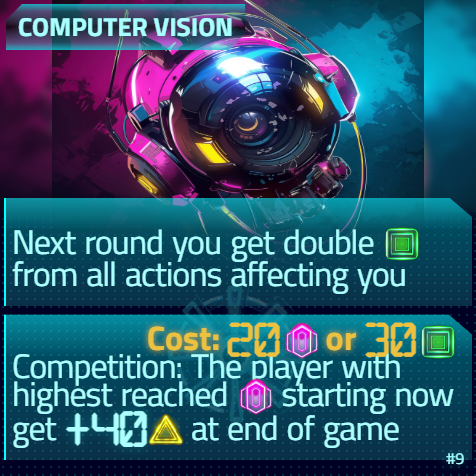 COMPUTER VISION
Next round you get double
from all actions affecting you
Cost: 20 or 30
Competition: The player with
highest reached starting now
get +40 at end of game
#9